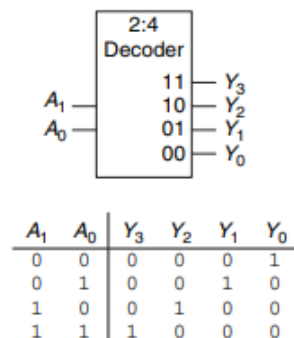 2:4
Decoder
11 Y3
A1 10 Y2
A0 01 Y1
00 Y0
A1 A0 Y3 Y2 Y1 Y0
0 0 0 0 0 1
0 1 0 0 1 0
1 0 0 1 0 0
1 1 1 0 0 0